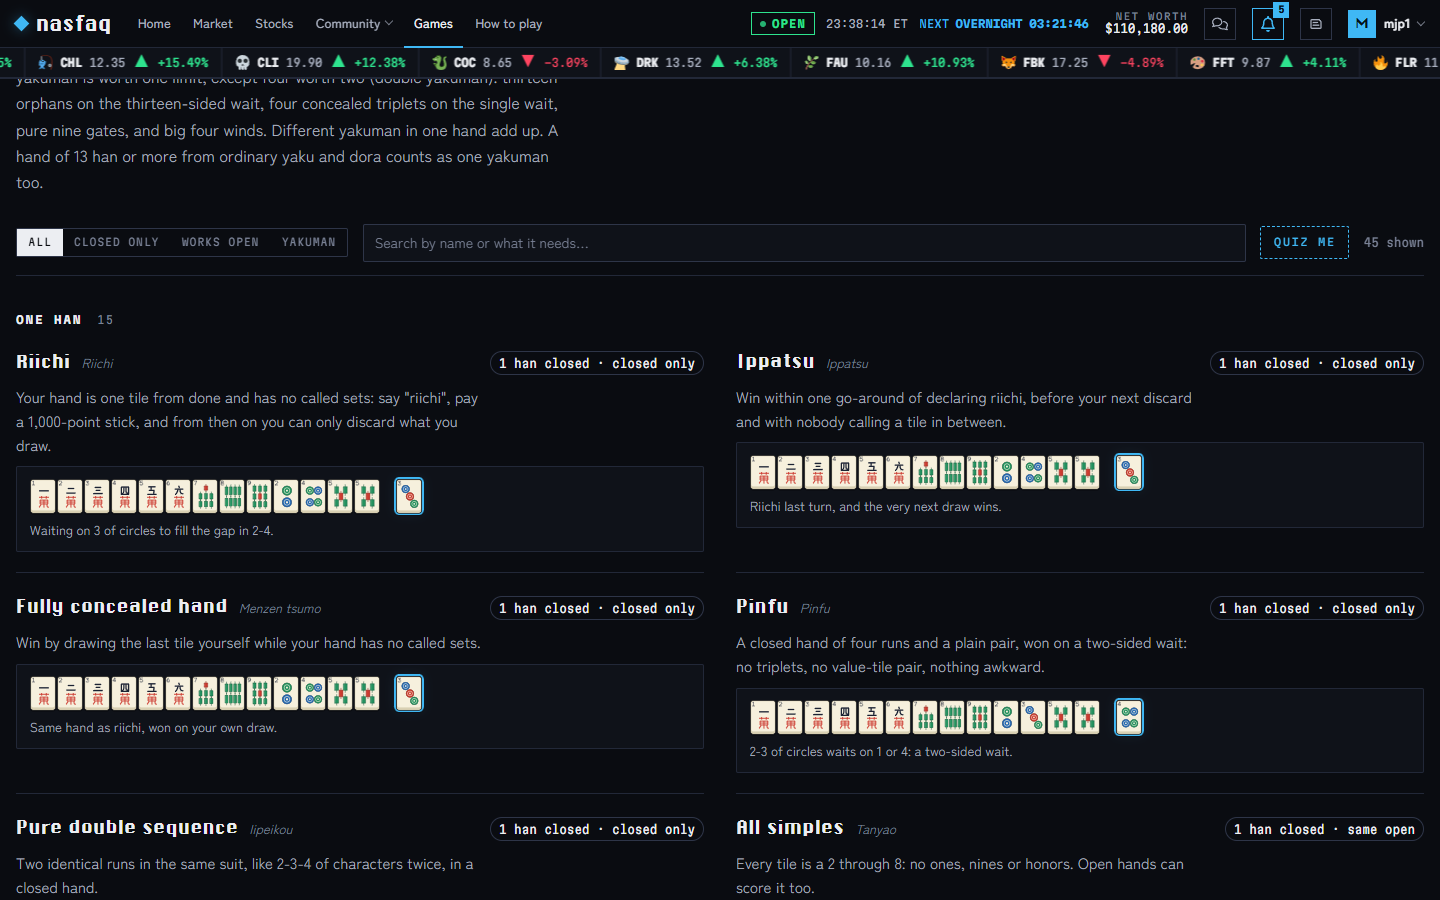 nasfaq Home Market Stocks Community Games How to play OPEN 23:38:14 ET NEXT OVERNIGHT 03:21:46 NET WORTH $110,180.00 5 M mjp1
5% CHL 12.35 +15.49% CLI 19.90 +12.38% COC 8.65 -3.09% DRK 13.52 +6.38% FAU 10.16 +10.93% FBK 17.25 -4.89% FFT 9.87 +4.11% FLR 11
yakuman is worth one limit, except four worth two (double yakuman): thirteen
orphans on the thirteen-sided wait, four concealed triplets on the single wait,
pure nine gates, and big four winds. Different yakuman in one hand add up. A
hand of 13 han or more from ordinary yaku and dora counts as one yakuman
too.
ALL CLOSED ONLY WORKS OPEN YAKUMAN Search by name or what it needs... QUIZ ME 45 shown
ONE HAN 15
Riichi Riichi 1 han closed · closed only
Your hand is one tile from done and has no called sets: say "riichi", pay
a 1,000-point stick, and from then on you can only discard what you
draw.
Waiting on 3 of circles to fill the gap in 2-4.
Ippatsu Ippatsu 1 han closed · closed only
Win within one go-around of declaring riichi, before your next discard
and with nobody calling a tile in between.
Riichi last turn, and the very next draw wins.
Fully concealed hand Menzen tsumo 1 han closed · closed only
Win by drawing the last tile yourself while your hand has no called sets.
Same hand as riichi, won on your own draw.
Pinfu Pinfu 1 han closed · closed only
A closed hand of four runs and a plain pair, won on a two-sided wait:
no triplets, no value-tile pair, nothing awkward.
2-3 of circles waits on 1 or 4: a two-sided wait.
Pure double sequence Iipeikou 1 han closed · closed only
Two identical runs in the same suit, like 2-3-4 of characters twice, in a
closed hand.
All simples Tanyao 1 han closed · same open
Every tile is a 2 through 8: no ones, nines or honors. Open hands can
score it too.